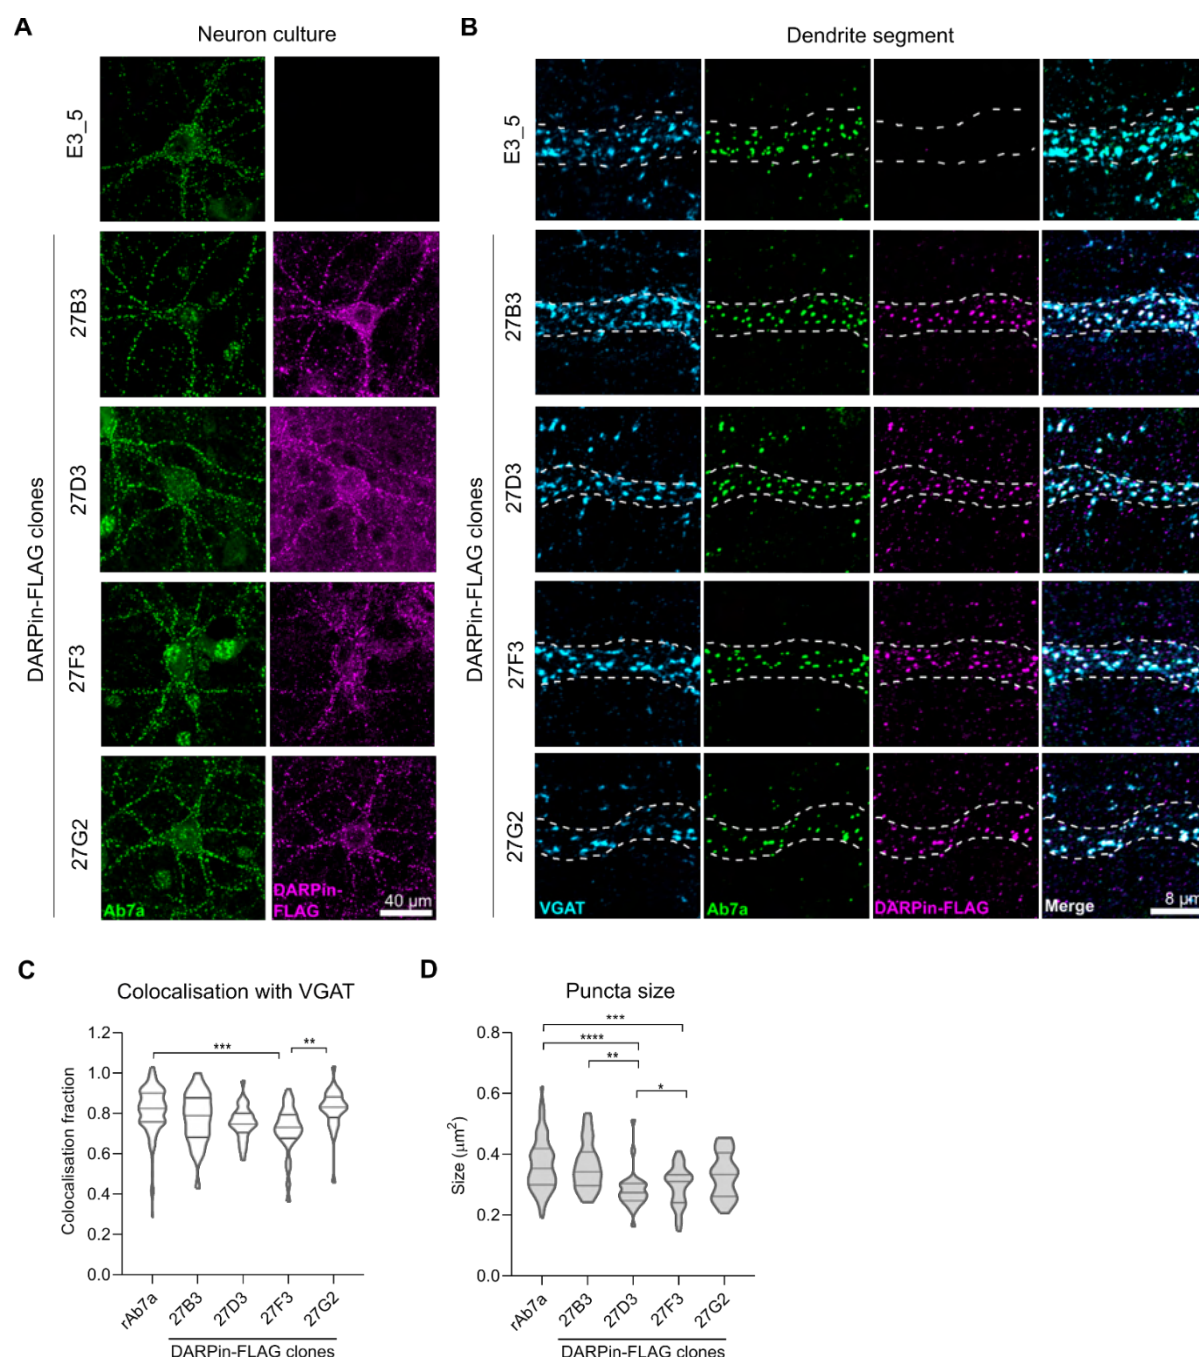 A
Neuron culture
B
Dendrite segment
E3_5
E3_5
DARPin-FLAG clones
27B3
27D3
27F3
27G2
DARPin-FLAG clones
27B3
27D3
27F3
27G2
Ab7a
DARPin-
FLAG
40 µm
VGAT
Ab7a
DARPin-FLAG
Merge
8 µm
C
Colocalisation with VGAT
Colocalisation fraction
1.2
1.0
0.8
0.6
0.4
0.2
0.0
***
**
rAb7a
27B3
27D3
27F3
27G2
DARPin-FLAG clones
D
Puncta size
Size (µm²)
0.8
0.6
0.4
0.2
0.0
***
****
**
*
rAb7a
27B3
27D3
27F3
27G2
DARPin-FLAG clones